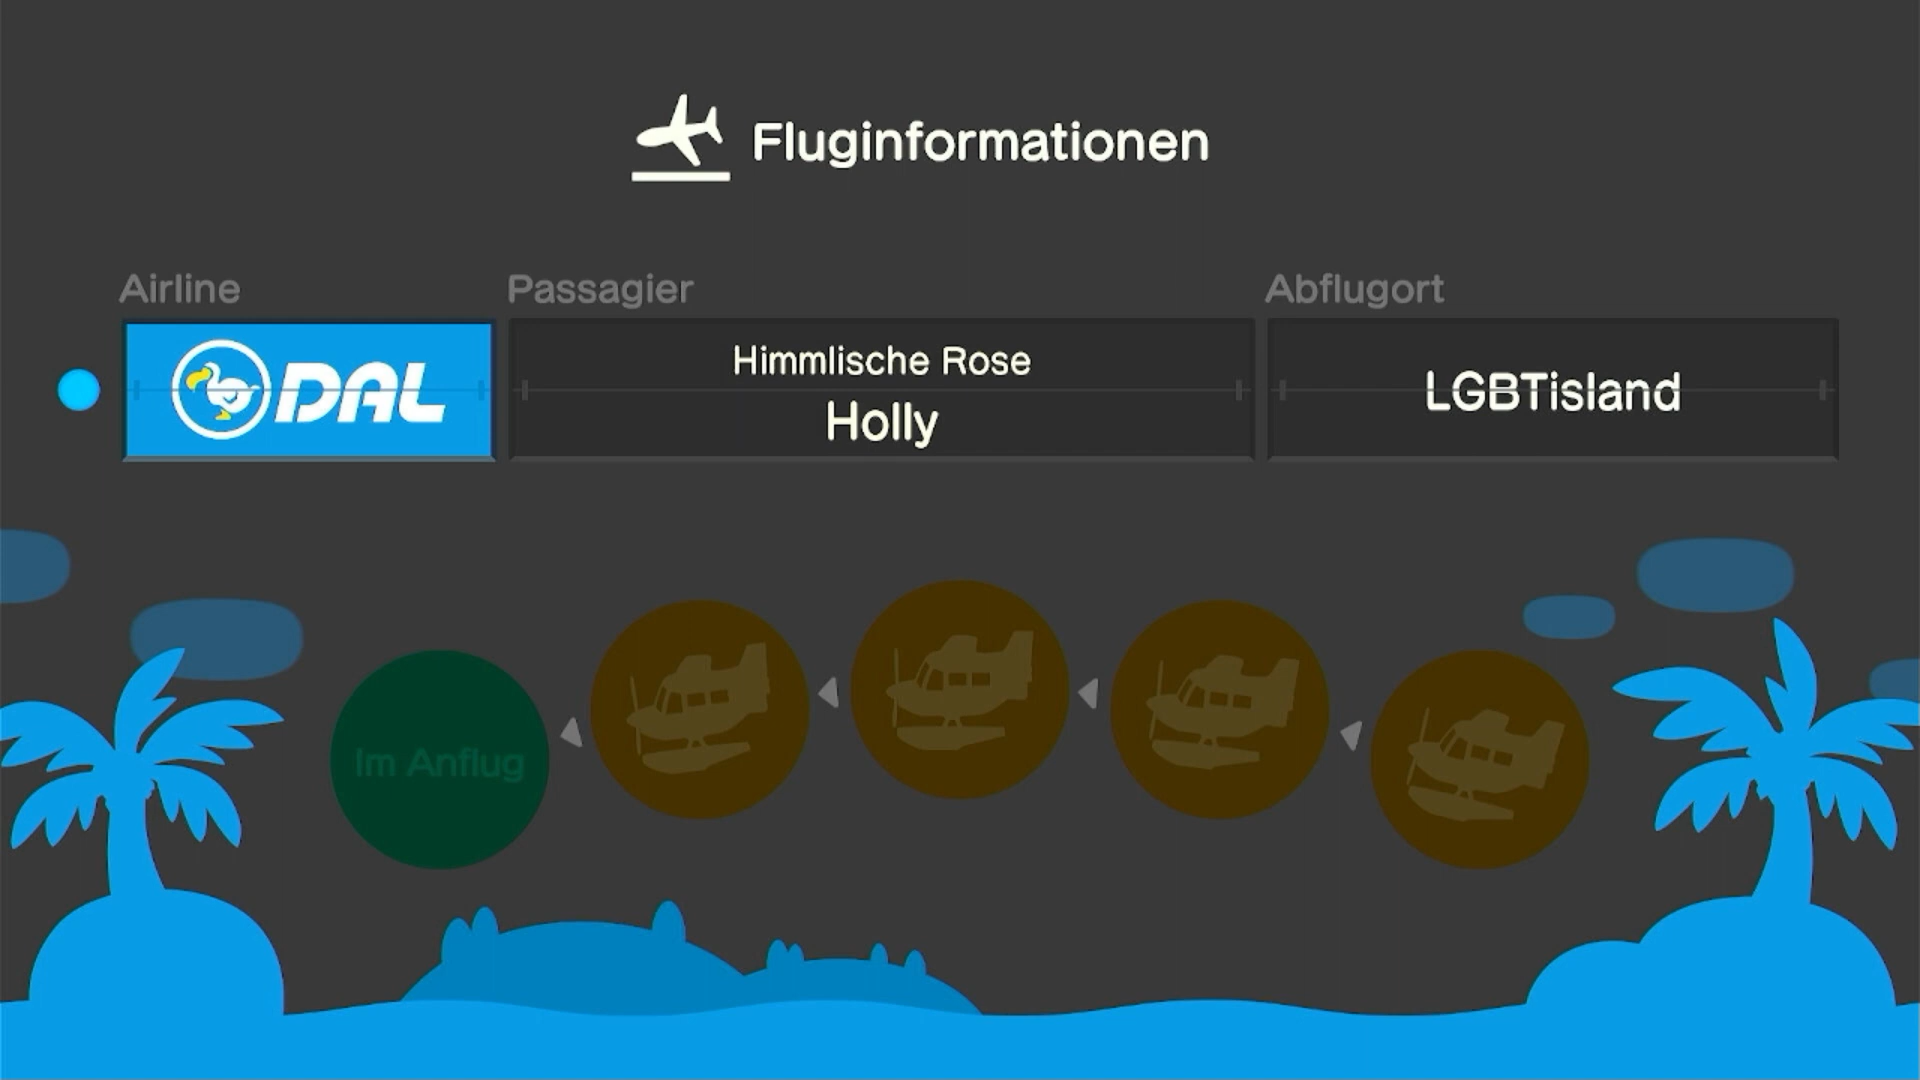 Fluginformationen
Airline
Passagier
Abflugort
DAL
Himmlische Rose
Holly
LGBTisland
Im Anflug